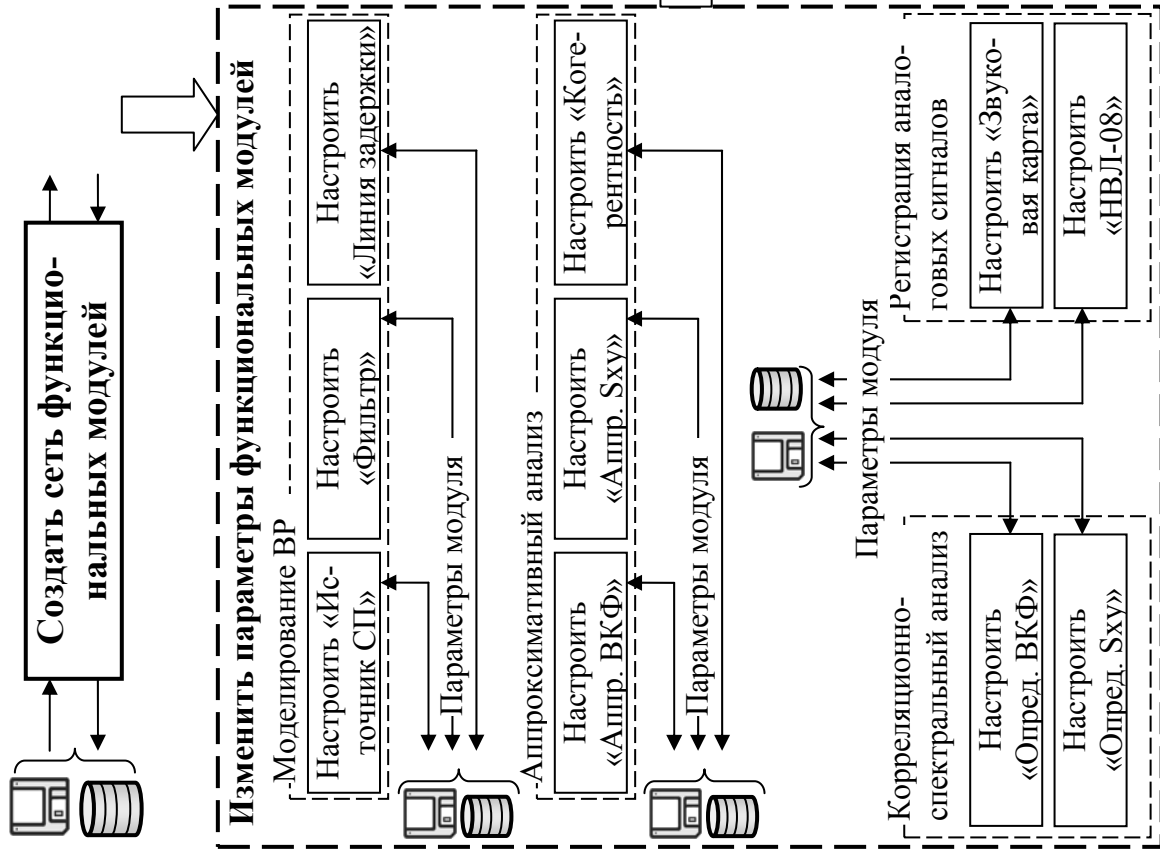 Создать сеть функцио-
нальных модулей
Изменить параметры функциональных модулей
Моделирование ВР
Настроить «Ис-
точник СП»
Настроить
«Фильтр»
Настроить
«Линия задержки»
Параметры модуля
Аппроксимативный анализ
Настроить
«Аппр. ВКФ»
Настроить
«Аппр. Sxy»
Настроить «Коге-
рентность»
Параметры модуля
Параметры модуля
Корреляционно-
спектральный анализ
Настроить
«Опред. ВКФ»
Настроить
«Опред. Sxy»
Регистрация анало-
говых сигналов
Настроить «Звуко-
вая карта»
Настроить
«НВЛ-08»